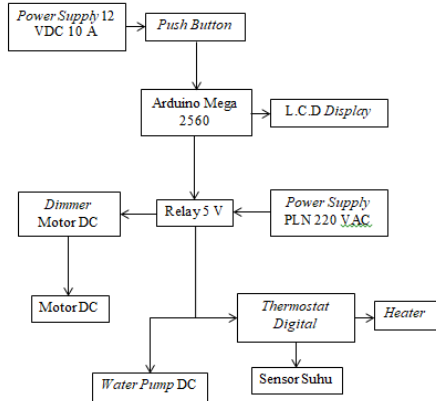 Power Supply 12
VDC 10 A
Push Button
Arduino Mega
2560
L.C.D Display
Dimmer
Motor DC
Relay 5 V
Power Supply
PLN 220 VAC
Motor DC
Thermostat
Digital
Heater
Water Pump DC
Sensor Suhu